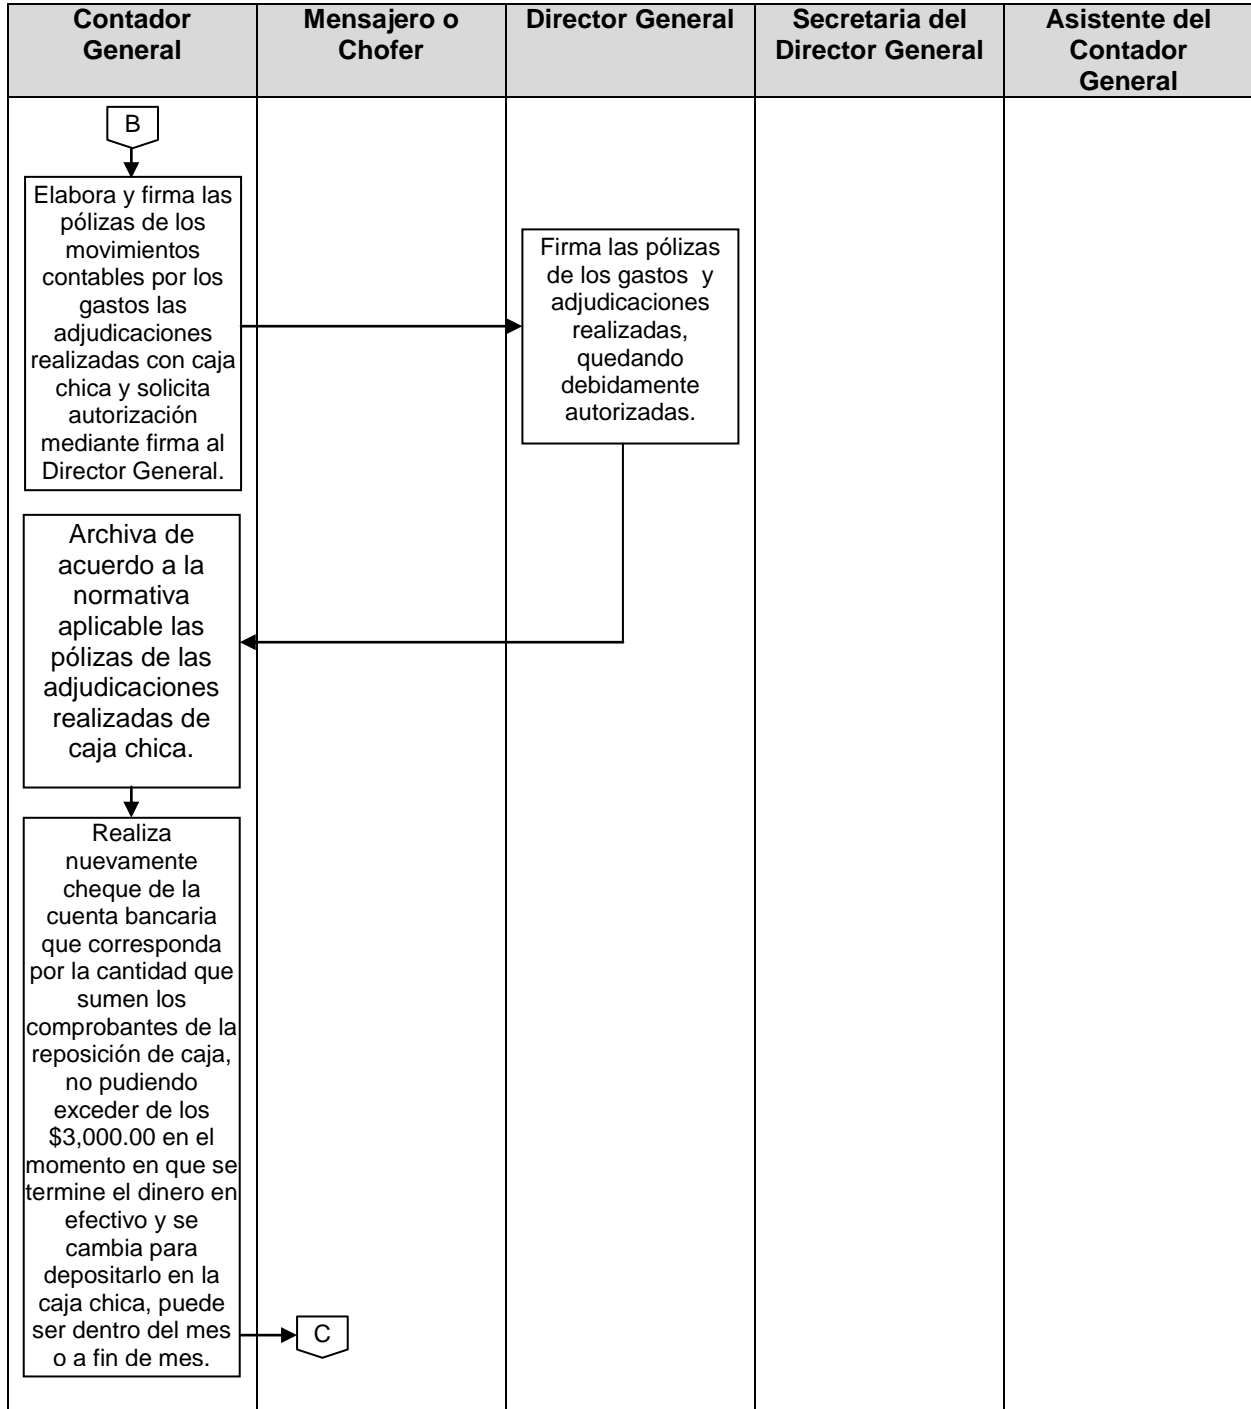 Contador
General
Mensajero o
Chofer
Director General
Secretaria del
Director General
Asistente del
Contador
General
B
Elabora y firma las
pólizas de los
movimientos
contables por los
gastos las
adjudicaciones
realizadas con caja
chica y solicita
autorización
mediante firma al
Director General.
Firma las pólizas
de los gastos y
adjudicaciones
realizadas,
quedando
debidamente
autorizadas.
Archiva de
acuerdo a la
normativa
aplicable las
pólizas de las
adjudicaciones
realizadas de
caja chica.
Realiza
nuevamente
cheque de la
cuenta bancaria
que corresponda
por la cantidad que
sumen los
comprobantes de la
reposición de caja,
no pudiendo
exceder de los
$3,000.00 en el
momento en que se
termine el dinero en
efectivo y se
cambia para
depositarlo en la
caja chica, puede
ser dentro del mes
o a fin de mes.
C